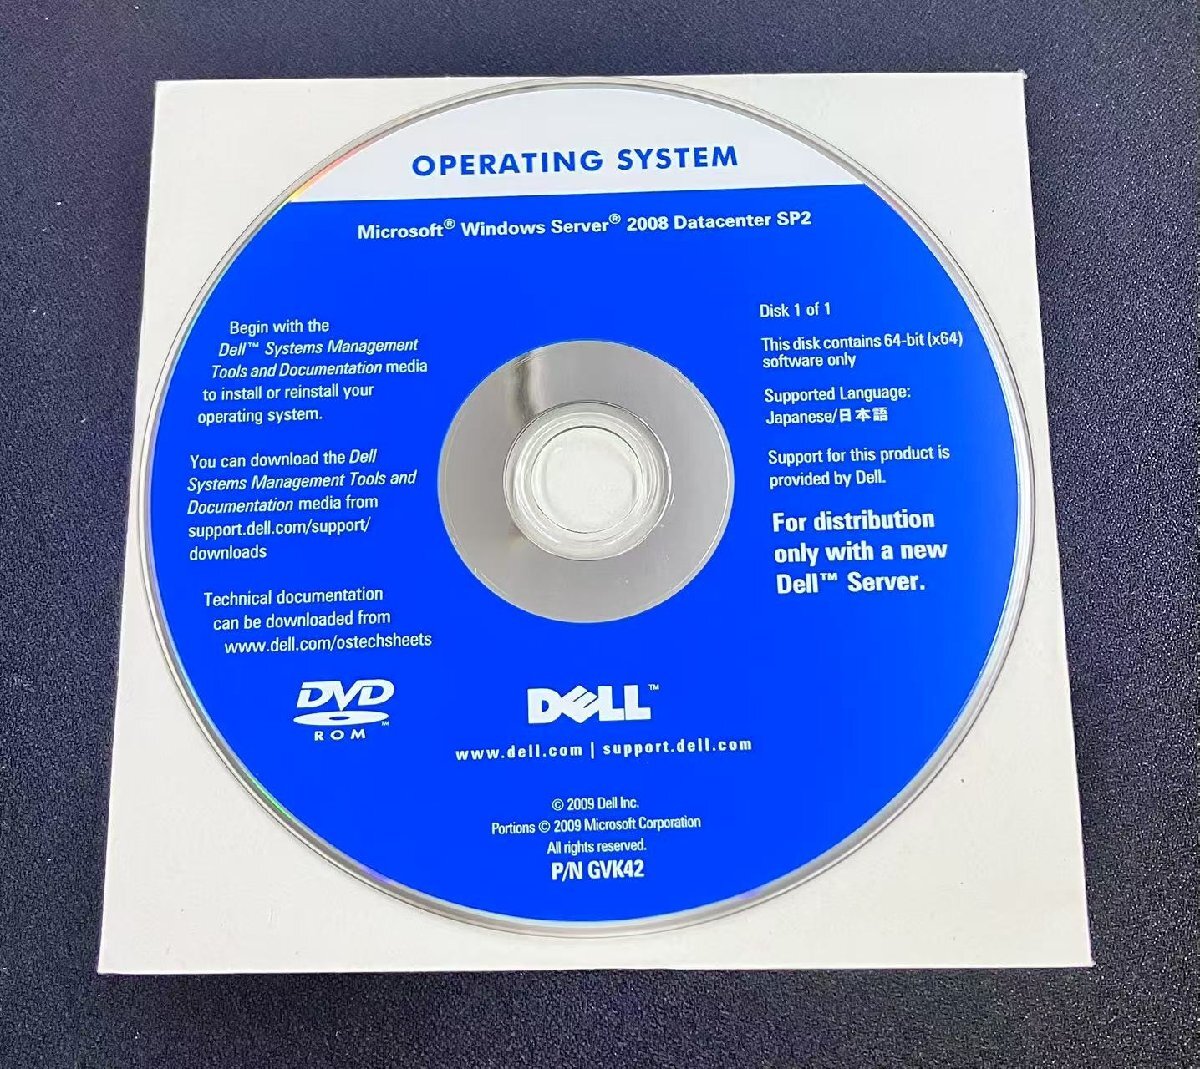 OPERATING SYSTEM
Microsoft® Windows Server® 2008 Datacenter SP2
Begin with the
Dell™ Systems Management
Tools and Documentation media
to install or reinstall your
operating system.
You can download the Dell
Systems Management Tools and
Documentation media from
support.dell.com/support/
downloads
Technical documentation
can be downloaded from
www.dell.com/ostechsheets
Disk 1 of 1
This disk contains 64-bit (x64)
software only
Supported Language:
Japanese/日本語
Support for this product is
provided by Dell.
For distribution
only with a new
Dell™ Server.
DVD™
ROM
DELL™
www.dell.com | support.dell.com
© 2009 Dell Inc.
Portions © 2009 Microsoft Corporation
All rights reserved.
P/N GVK42